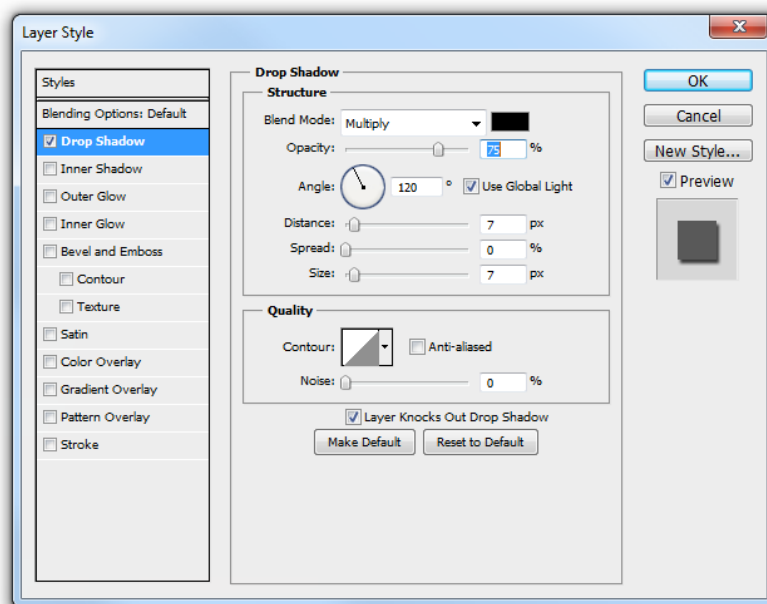 Layer Style
x
Styles
Blending Options: Default
Drop Shadow
Inner Shadow
Outer Glow
Inner Glow
Bevel and Emboss
Contour
Texture
Satin
Color Overlay
Gradient Overlay
Pattern Overlay
Stroke
Drop Shadow
Structure
Blend Mode: Multiply
Opacity: 75 %
Angle: 120 ° Use Global Light
Distance: 7 px
Spread: 0 %
Size: 7 px
Quality
Contour: Anti-aliased
Noise: 0 %
Layer Knocks Out Drop Shadow
Make Default Reset to Default
OK
Cancel
New Style...
Preview